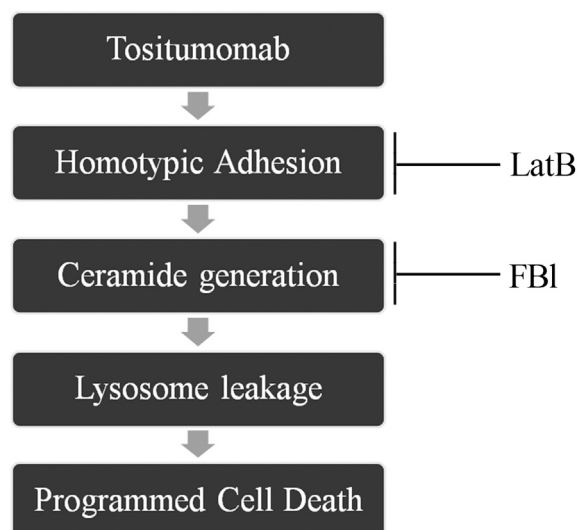 Tositumomab
Homotypic Adhesion
LatB
Ceramide generation
FBl
Lysosome leakage
Programmed Cell Death